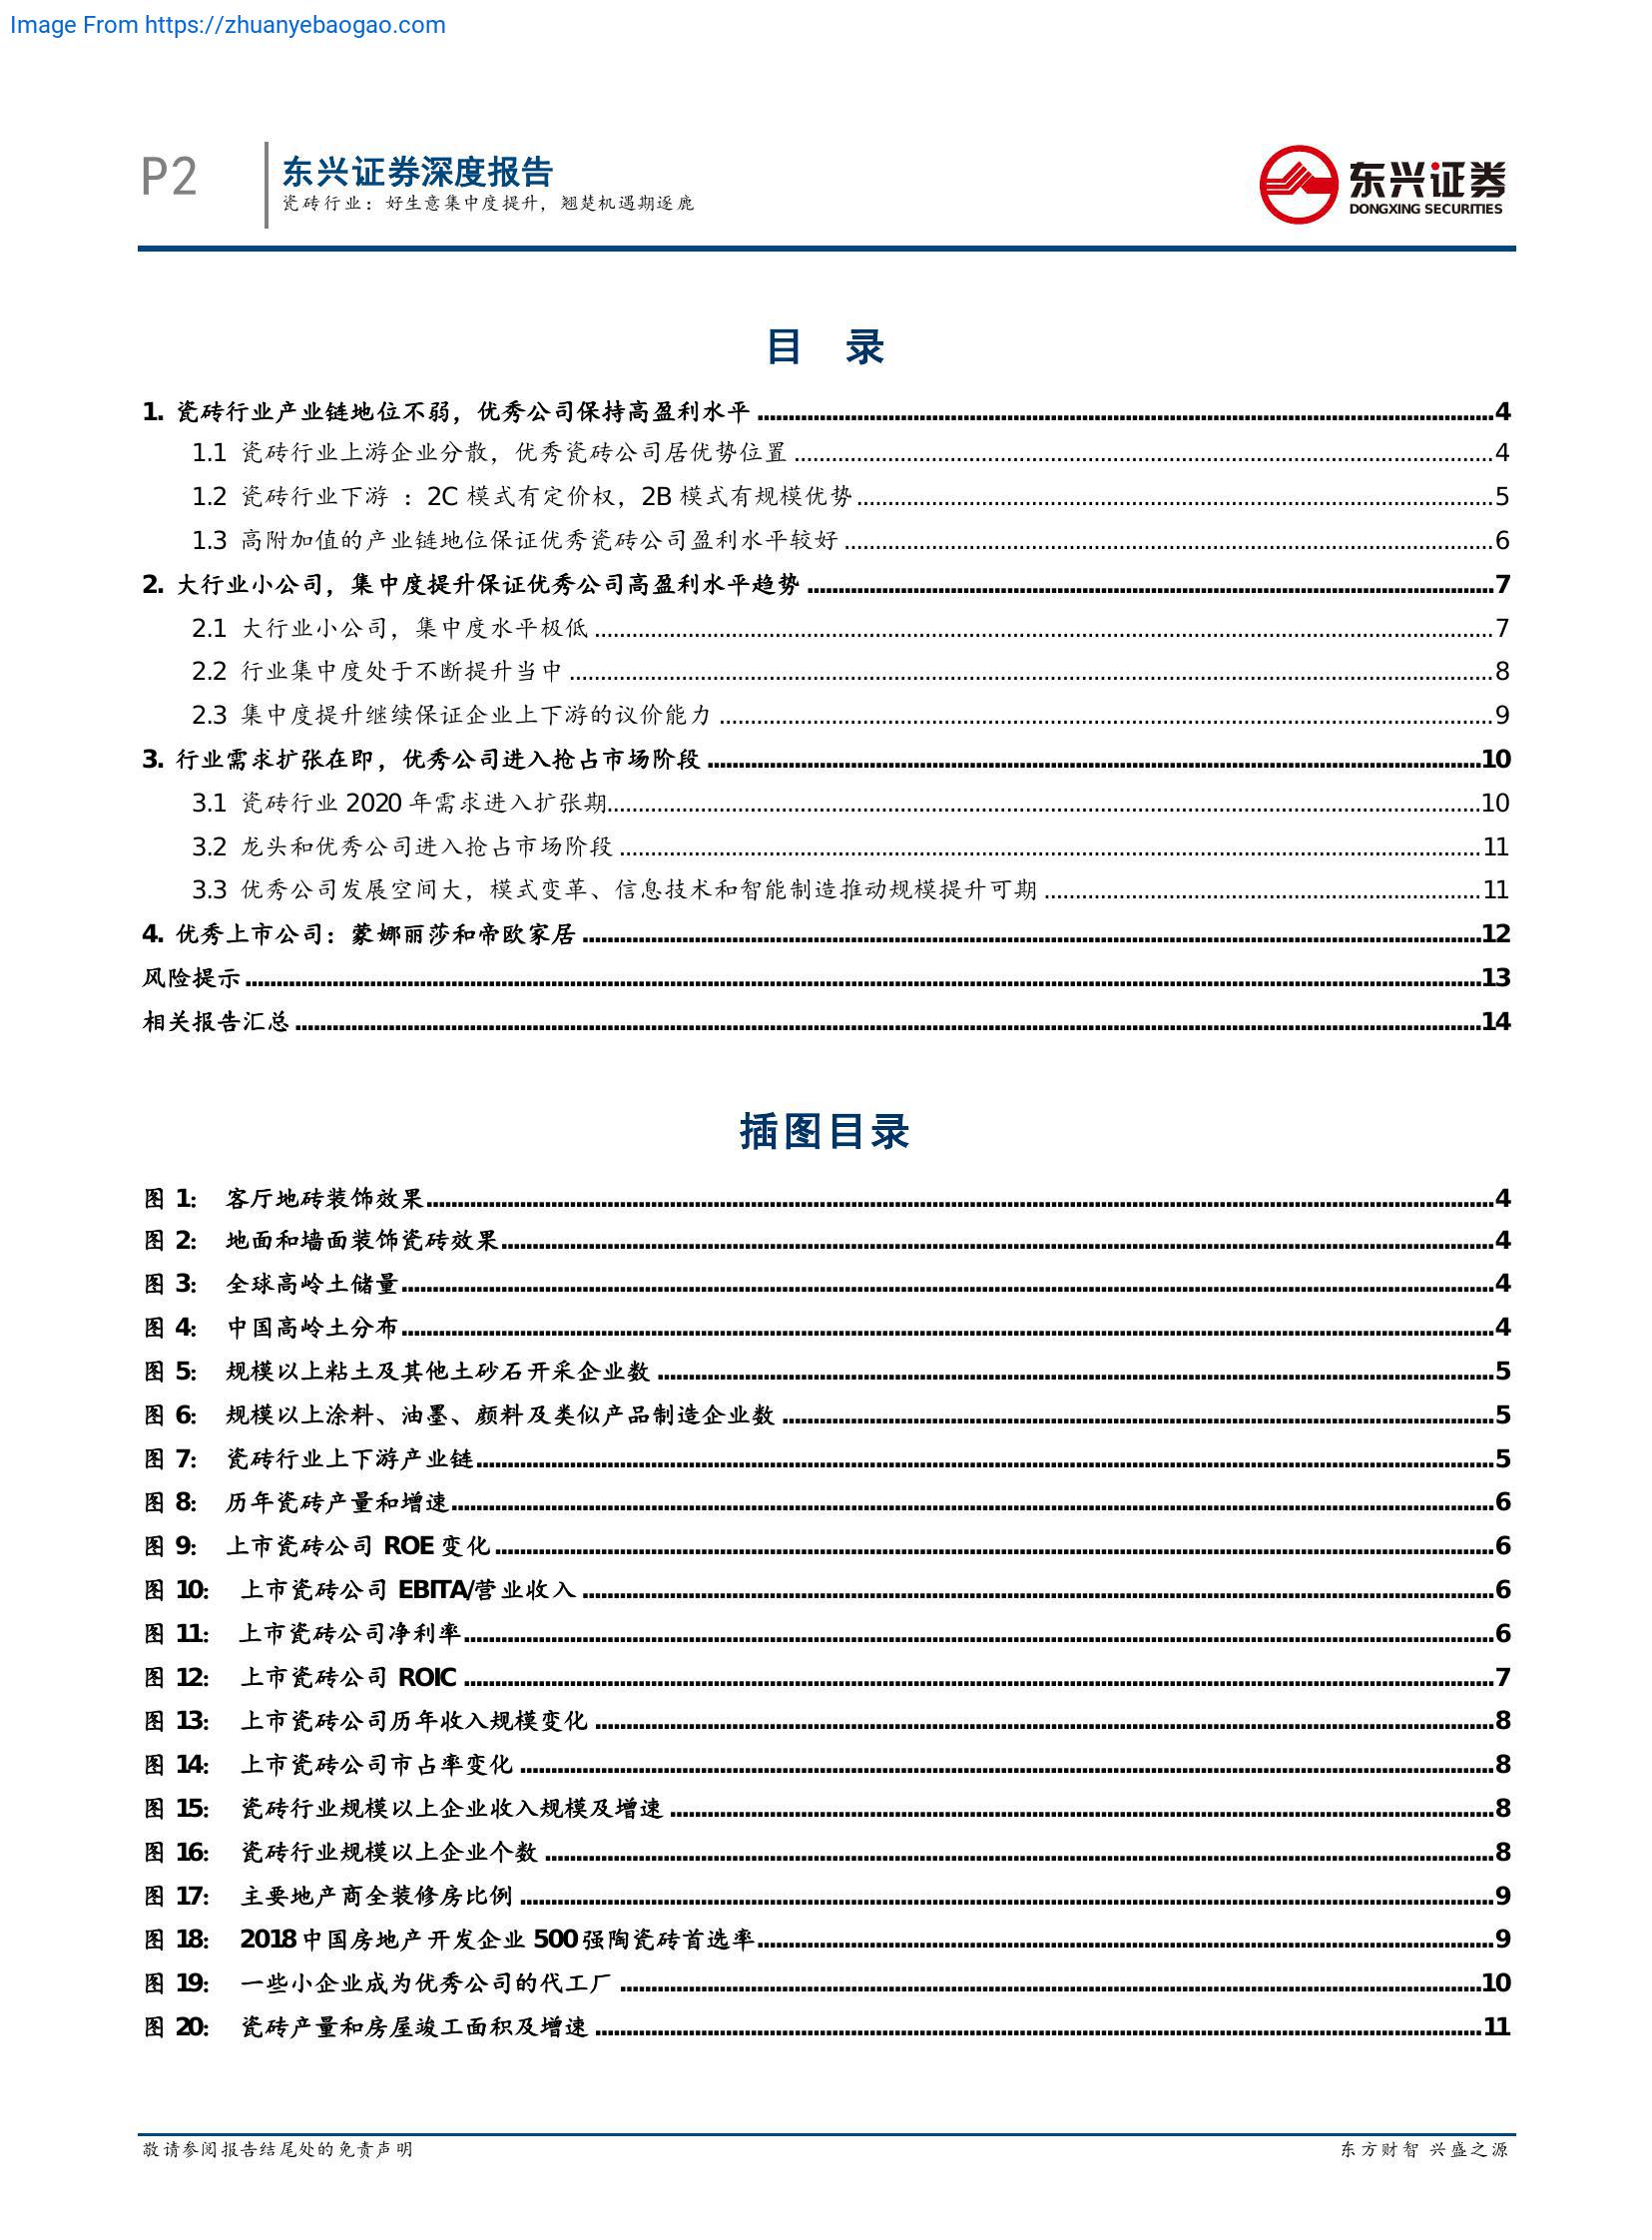 Image From https://zhuanyebaogao.com
P2
东兴证券深度报告
瓷砖行业：好生意集中度提升，翘楚机遇期逐鹿
东兴证券
DONGXING SECURITIES
目 录
1. 瓷砖行业产业链地位不弱，优秀公司保持高盈利水平 ........ 4
1.1 瓷砖行业上游企业分散，优秀瓷砖公司居优势位置 ........ 4
1.2 瓷砖行业下游 ：2C 模式有定价权，2B 模式有规模优势 ........ 5
1.3 高附加值的产业链地位保证优秀瓷砖公司盈利水平较好 ........ 6
2. 大行业小公司，集中度提升保证优秀公司高盈利水平趋势 ........ 7
2.1 大行业小公司，集中度水平极低 ........ 7
2.2 行业集中度处于不断提升当中 ........ 8
2.3 集中度提升继续保证企业上下游的议价能力 ........ 9
3. 行业需求扩张在即，优秀公司进入抢占市场阶段 ........ 10
3.1 瓷砖行业 2020 年需求进入扩张期 ........ 10
3.2 龙头和优秀公司进入抢占市场阶段 ........ 11
3.3 优秀公司发展空间大，模式变革、信息技术和智能制造推动规模提升可期 ........ 11
4. 优秀上市公司：蒙娜丽莎和帝欧家居 ........ 12
风险提示 ........ 13
相关报告汇总 ........ 14
插图目录
图 1： 客厅地砖装饰效果 ........ 4
图 2： 地面和墙面装饰瓷砖效果 ........ 4
图 3： 全球高岭土储量 ........ 4
图 4： 中国高岭土分布 ........ 4
图 5： 规模以上粘土及其他土砂石开采企业数 ........ 5
图 6： 规模以上涂料、油墨、颜料及类似产品制造企业数 ........ 5
图 7： 瓷砖行业上下游产业链 ........ 5
图 8： 历年瓷砖产量和增速 ........ 6
图 9： 上市瓷砖公司 ROE 变化 ........ 6
图 10： 上市瓷砖公司 EBITA/营业收入 ........ 6
图 11： 上市瓷砖公司净利率 ........ 6
图 12： 上市瓷砖公司 ROIC ........ 7
图 13： 上市瓷砖公司历年收入规模变化 ........ 8
图 14： 上市瓷砖公司市占率变化 ........ 8
图 15： 瓷砖行业规模以上企业收入规模及增速 ........ 8
图 16： 瓷砖行业规模以上企业个数 ........ 8
图 17： 主要地产商全装修房比例 ........ 9
图 18： 2018 中国房地产开发企业 500 强陶瓷砖首选率 ........ 9
图 19： 一些小企业成为优秀公司的代工厂 ........ 10
图 20： 瓷砖产量和房屋竣工面积及增速 ........ 11
敬请参阅报告结尾处的免责声明
东方财智 兴盛之源